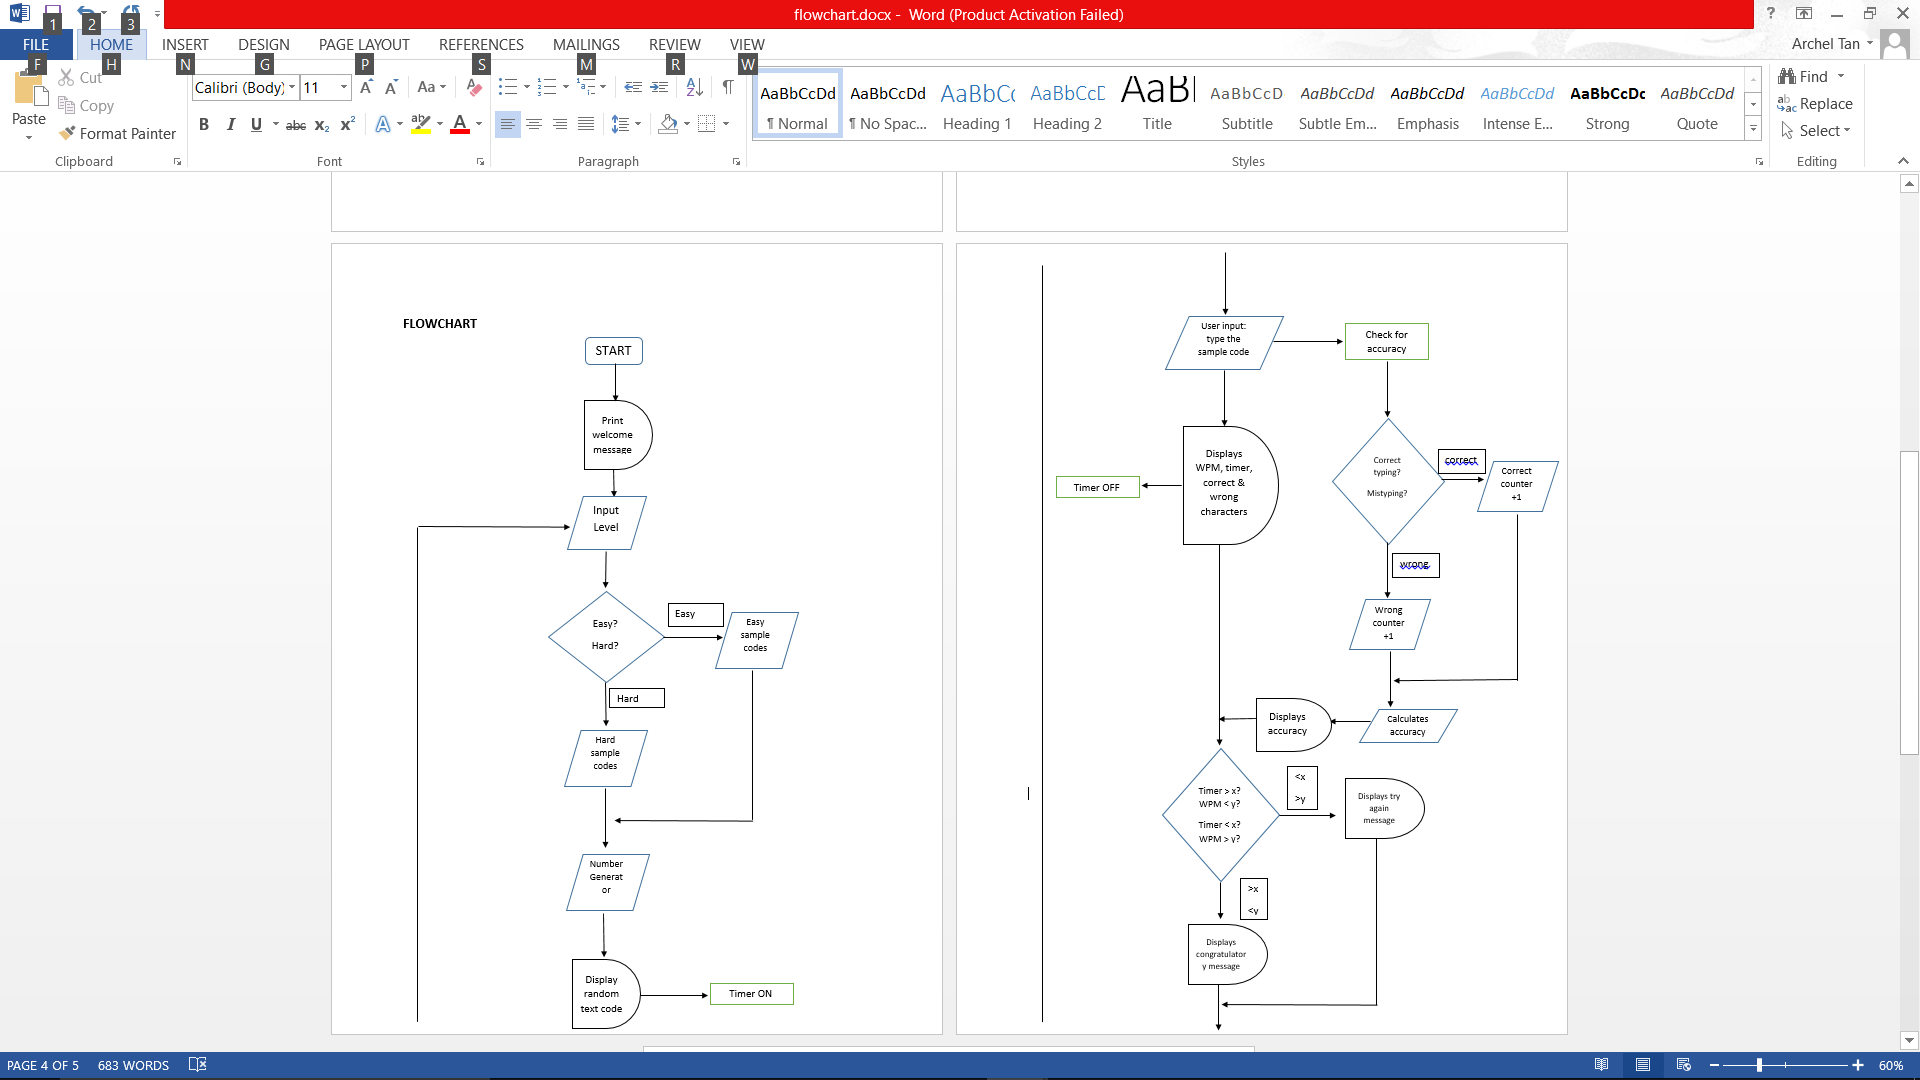 flowchart.docx - Word (Product Activation Failed)
1 2 3
?
FILE HOME INSERT DESIGN PAGE LAYOUT REFERENCES MAILINGS REVIEW VIEW
Archel Tan
F H N G P S M R W
Paste
Cut
Copy
Format Painter
Clipboard
Calibri (Body) 11
Font
Paragraph
AaBbCcDd AaBbCcDd AaBbCc AaBbCcD AaBl AaBbCcD AaBbCcDd AaBbCcDd AaBbCcDd AaBbCcDc AaBbCcDd
¶ Normal ¶ No Spac... Heading 1 Heading 2 Title Subtitle Subtle Em... Emphasis Intense E... Strong Quote
Styles
Find
Replace
Select
Editing
FLOWCHART
START
Print
welcome
message
Input
Level
Easy?
Hard?
Easy
Easy
sample
codes
Hard
Hard
sample
codes
Number
Generat
or
Display
random
text code
Timer ON
User input:
type the
sample code
Check for
accuracy
Displays
WPM, timer,
correct &
wrong
characters
Timer OFF
Correct
typing?
Mistyping?
correct
Correct
counter
+1
wrong
Wrong
counter
+1
Calculates
accuracy
Displays
accuracy
Timer > x?
WPM < y?
Timer < x?
WPM > y?
<x
>y
Displays try
again
message
>x
<y
Displays
congratulator
y message
PAGE 4 OF 5 683 WORDS
60%